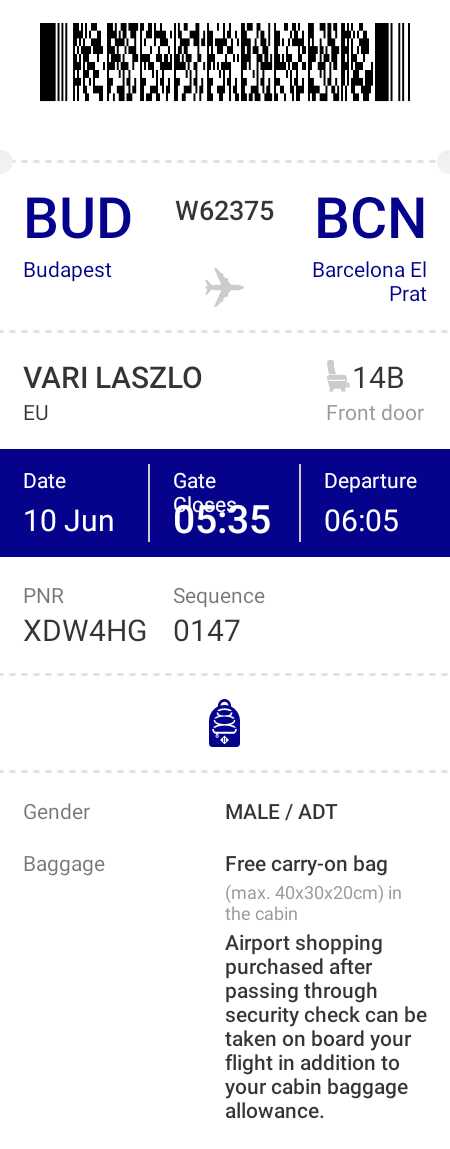 BUD W62375 BCN
Budapest Barcelona El
Prat
VARI LASZLO 14B
EU Front door
Date Gate Departure
Closes
10 Jun 05:35 06:05
PNR Sequence
XDW4HG 0147
Gender MALE / ADT
Baggage Free carry-on bag
(max. 40x30x20cm) in
the cabin
Airport shopping
purchased after
passing through
security check can be
taken on board your
flight in addition to
your cabin baggage
allowance.